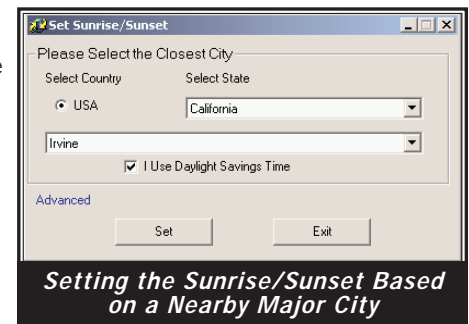 Set Sunrise/Sunset
Please Select the Closest City
Select Country Select State
USA California
Irvine
I Use Daylight Savings Time
Advanced
Set Exit
Setting the Sunrise/Sunset Based
on a Nearby Major City